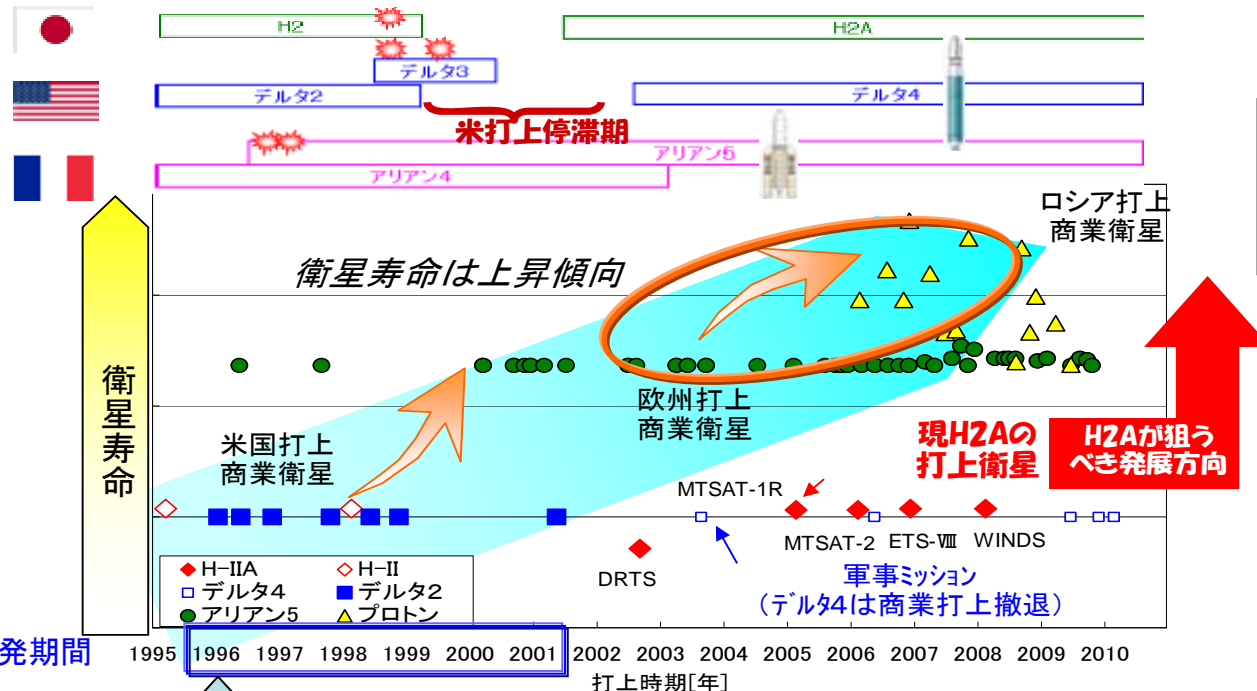 H2
H2A
デルタ3
デルタ2
デルタ4
米打上停滞期
アリアン5
アリアン4
ロシア打上
商業衛星
衛星寿命は上昇傾向
衛星寿命
欧州打上
商業衛星
米国打上
商業衛星
現H2Aの
打上衛星
H2Aが狙う
べき発展方向
MTSAT-1R
MTSAT-2
ETS-Ⅷ
WINDS
DRTS
軍事ミッション
（デルタ4は商業打上撤退）
H-IIA
H-II
デルタ4
デルタ2
アリアン5
プロトン
発期間
1995 1996 1997 1998 1999 2000 2001 2002 2003 2004 2005 2006 2007 2008 2009 2010
打上時期[年]